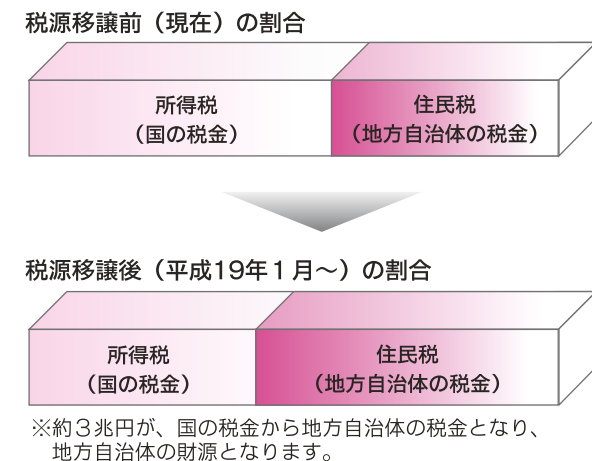 税源移譲前（現在）の割合
所得税
（国の税金）
住民税
（地方自治体の税金）
税源移譲後（平成19年１月～）の割合
所得税
（国の税金）
住民税
（地方自治体の税金）
※約３兆円が、国の税金から地方自治体の税金となり、
地方自治体の財源となります。